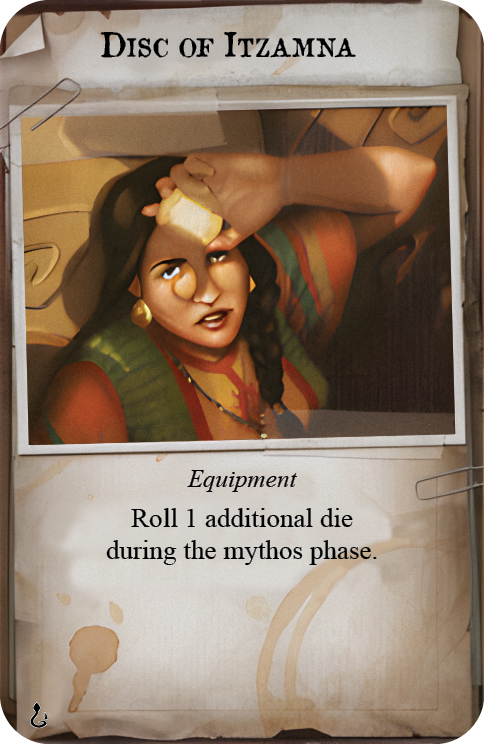 Disc of Itzamna
Equipment
Roll 1 additional die
during the mythos phase.